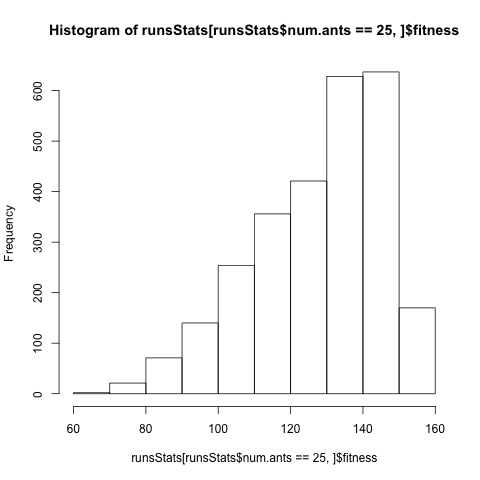 Histogram of runsStats[runsStats$num.ants == 25, ]$fitness
Frequency
600
500
400
300
200
100
0
60 80 100 120 140 160
runsStats[runsStats$num.ants == 25, ]$fitness